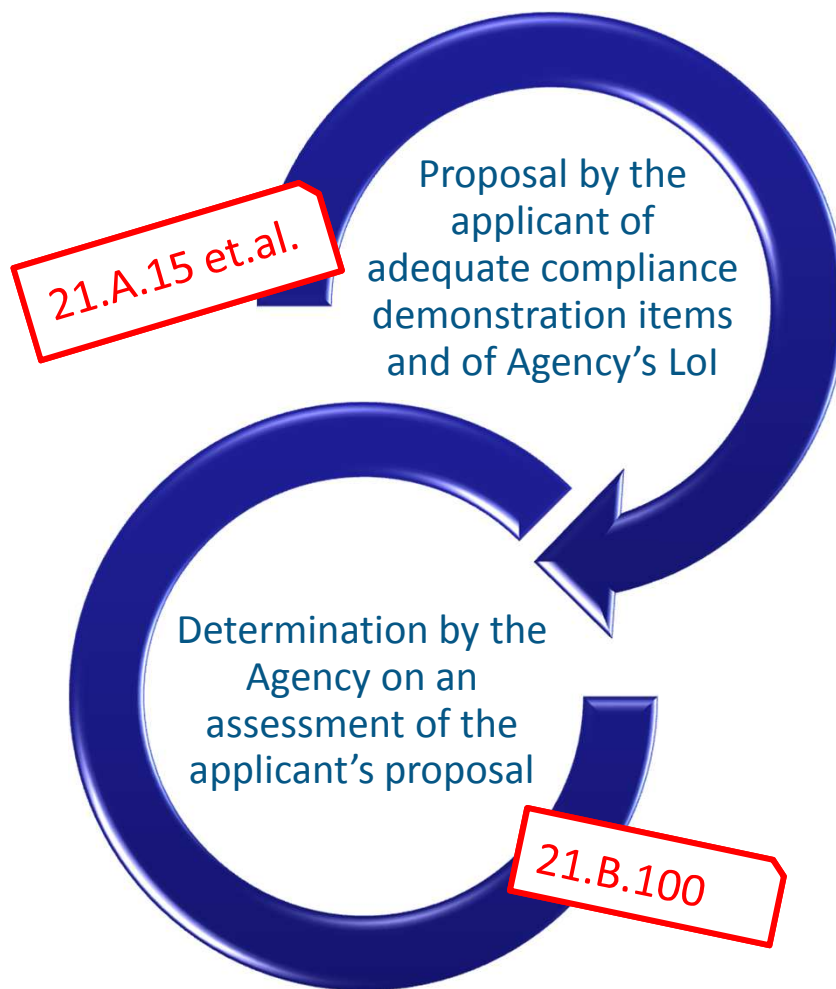 21.A.15 et.al.
Proposal by the
applicant of
adequate compliance
demonstration items
and of Agency’s LoI
Determination by the
Agency on an
assessment of the
applicant’s proposal
21.B.100